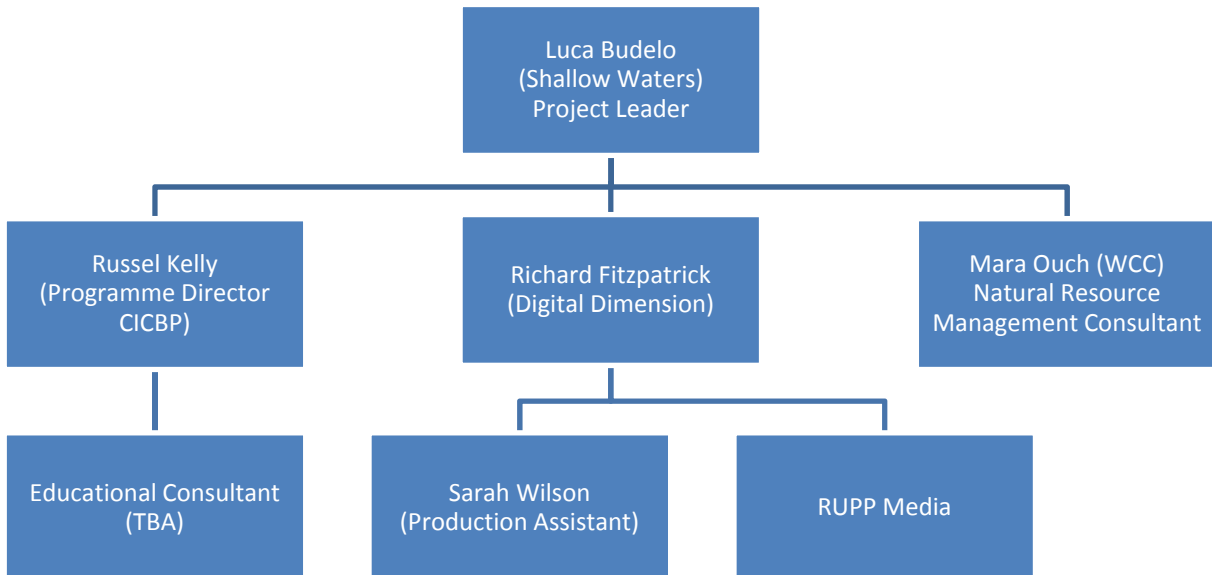 Luca Budelo
(Shallow Waters)
Project Leader
Russel Kelly
(Programme Director
CICBP)
Richard Fitzpatrick
(Digital Dimension)
Mara Ouch (WCC)
Natural Resource
Management Consultant
Educational Consultant
(TBA)
Sarah Wilson
(Production Assistant)
RUPP Media